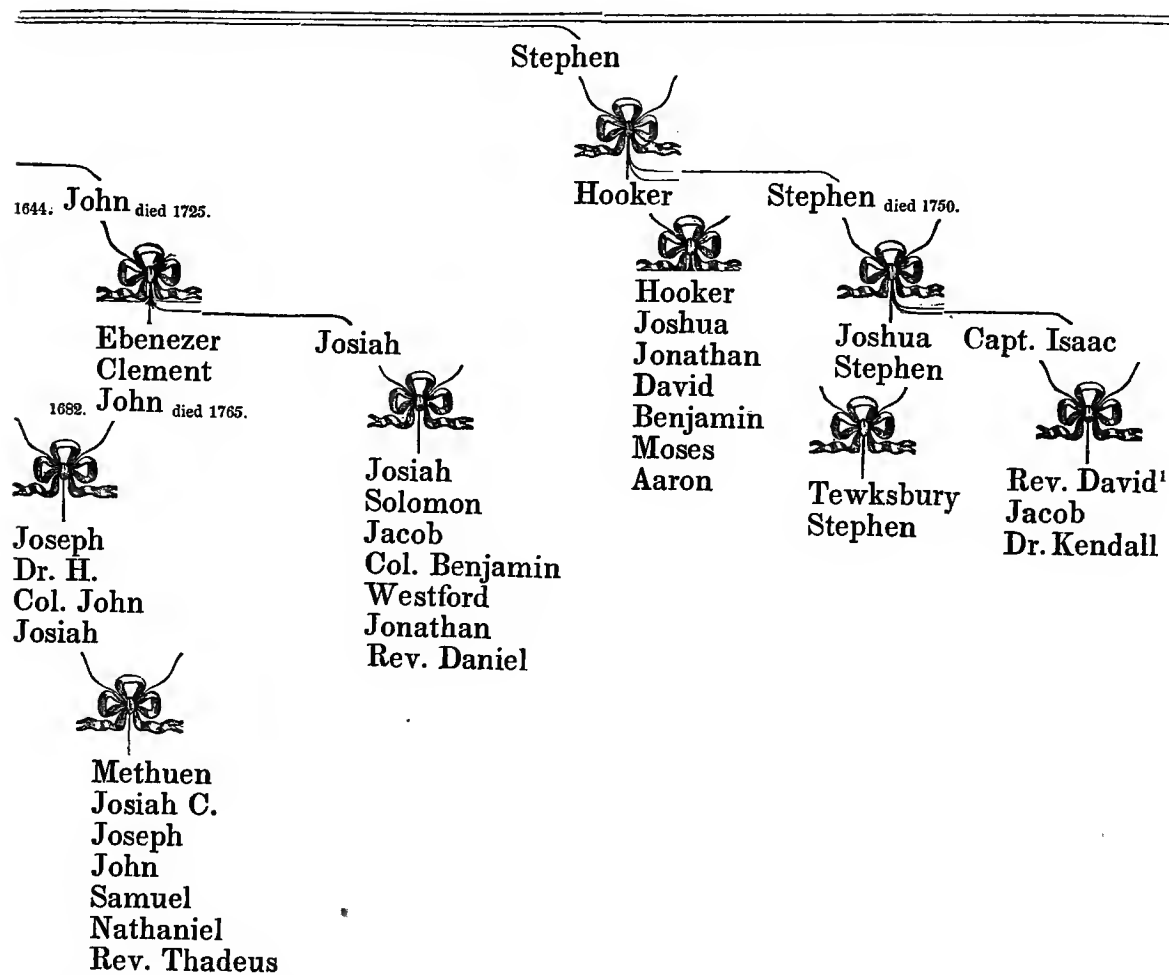 Stephen
Hooker
Stephen died 1750.
1644. John died 1725.
Hooker
Joshua
Jonathan
David
Benjamin
Moses
Aaron
Joshua
Stephen
Capt. Isaac
Ebenezer
Clement
1682. John died 1765.
Josiah
Tewksbury
Stephen
Rev. David¹
Jacob
Dr. Kendall
Josiah
Solomon
Jacob
Col. Benjamin
Westford
Jonathan
Rev. Daniel
Joseph
Dr. H.
Col. John
Josiah
Methuen
Josiah C.
Joseph
John
Samuel
Nathaniel
Rev. Thadeus